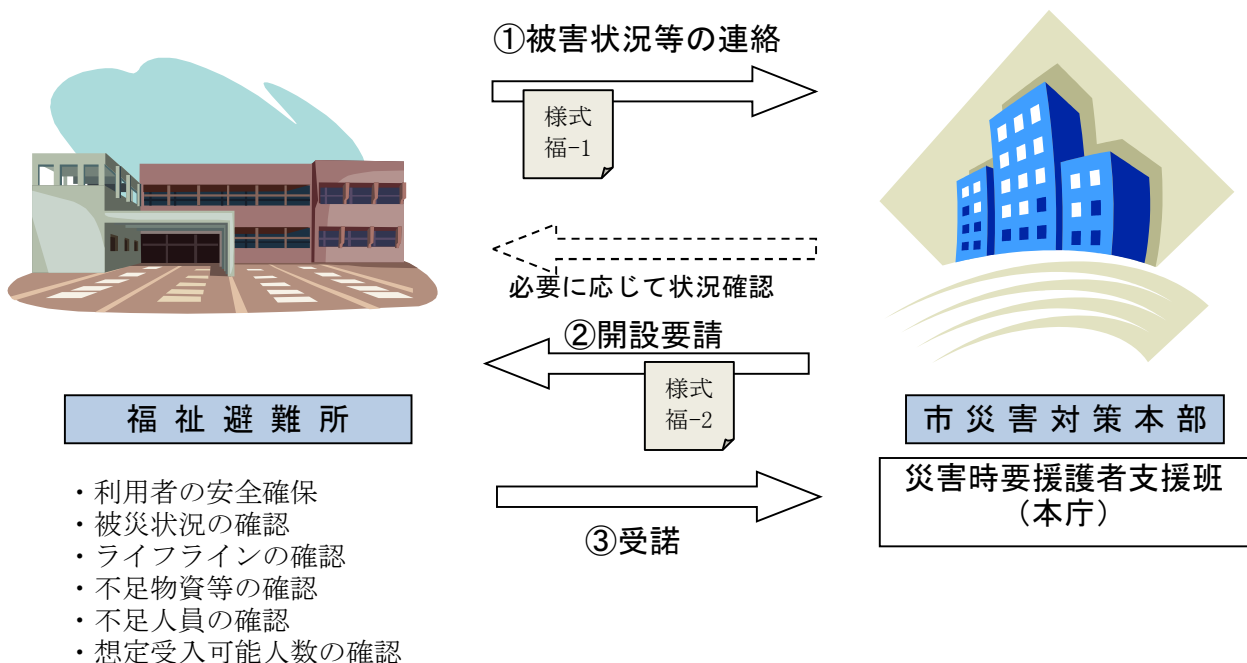 ①被害状況等の連絡
様式
福-1
必要に応じて状況確認
②開設要請
様式
福-2
③受諾
福祉避難所
・利用者の安全確保
・被災状況の確認
・ライフラインの確認
・不足物資等の確認
・不足人員の確認
・想定受入可能人数の確認
市災害対策本部
災害時要援護者支援班
（本庁）